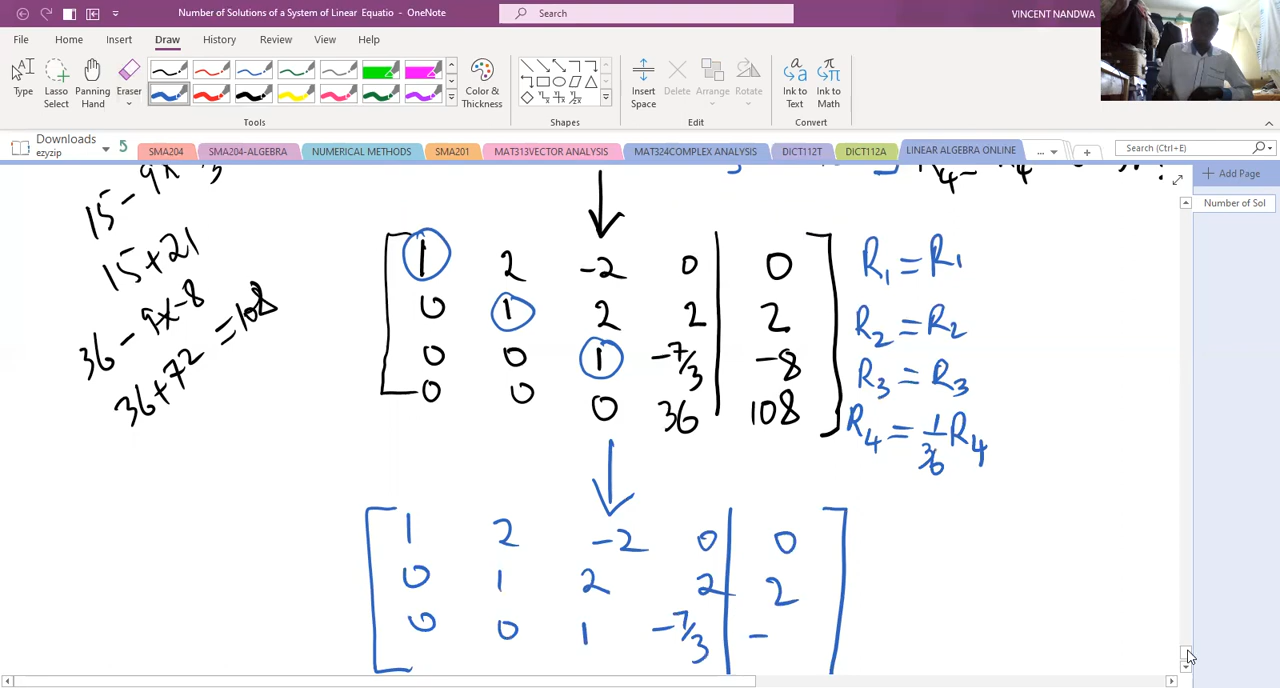 Number of Solutions of a System of Linear Equatio - OneNote
Search
VINCENT NANDWA
File Home Insert Draw History Review View Help
Type
Lasso Select
Panning Hand
Eraser
Color & Thickness
Insert Space
Delete
Arrange
Rotate
Ink to Text
Ink to Math
Tools
Shapes
Edit
Convert
Downloads
ezyzip
SMA204
SMA204-ALGEBRA
NUMERICAL METHODS
SMA201
MAT313VECTOR ANALYSIS
MAT324COMPLEX ANALYSIS
DICT112T
DICT112A
LINEAR ALGEBRA ONLINE
...
Search (Ctrl+E)
Add Page
Number of Sol
15+21
36-9x-8
36+72 =108
1 2 -2 0 | 0 R1 = R1
0 1 2 2 | 2 R2 = R2
0 0 1 -7/3 | -8 R3 = R3
0 0 0 36 | 108 R4 = 1/36 R4
1 2 -2 0 | 0
0 1 2 2 | 2
0 0 1 -7/3 | -